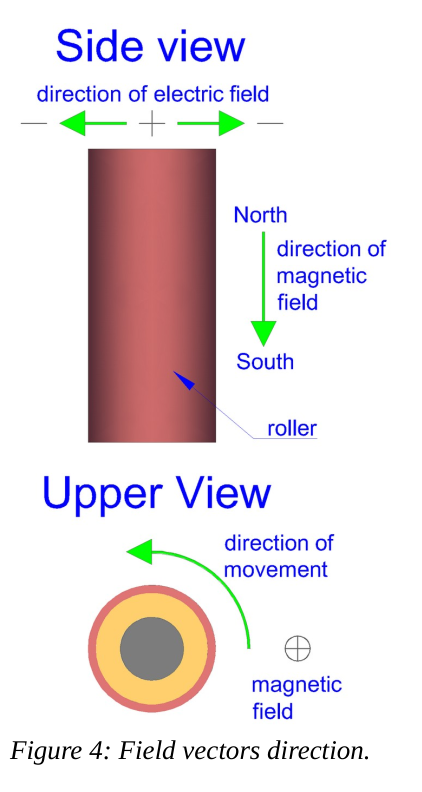 Side view
direction of electric field
North
direction of
magnetic
field
South
roller
Upper View
direction of
movement
magnetic
field
Figure 4: Field vectors direction.